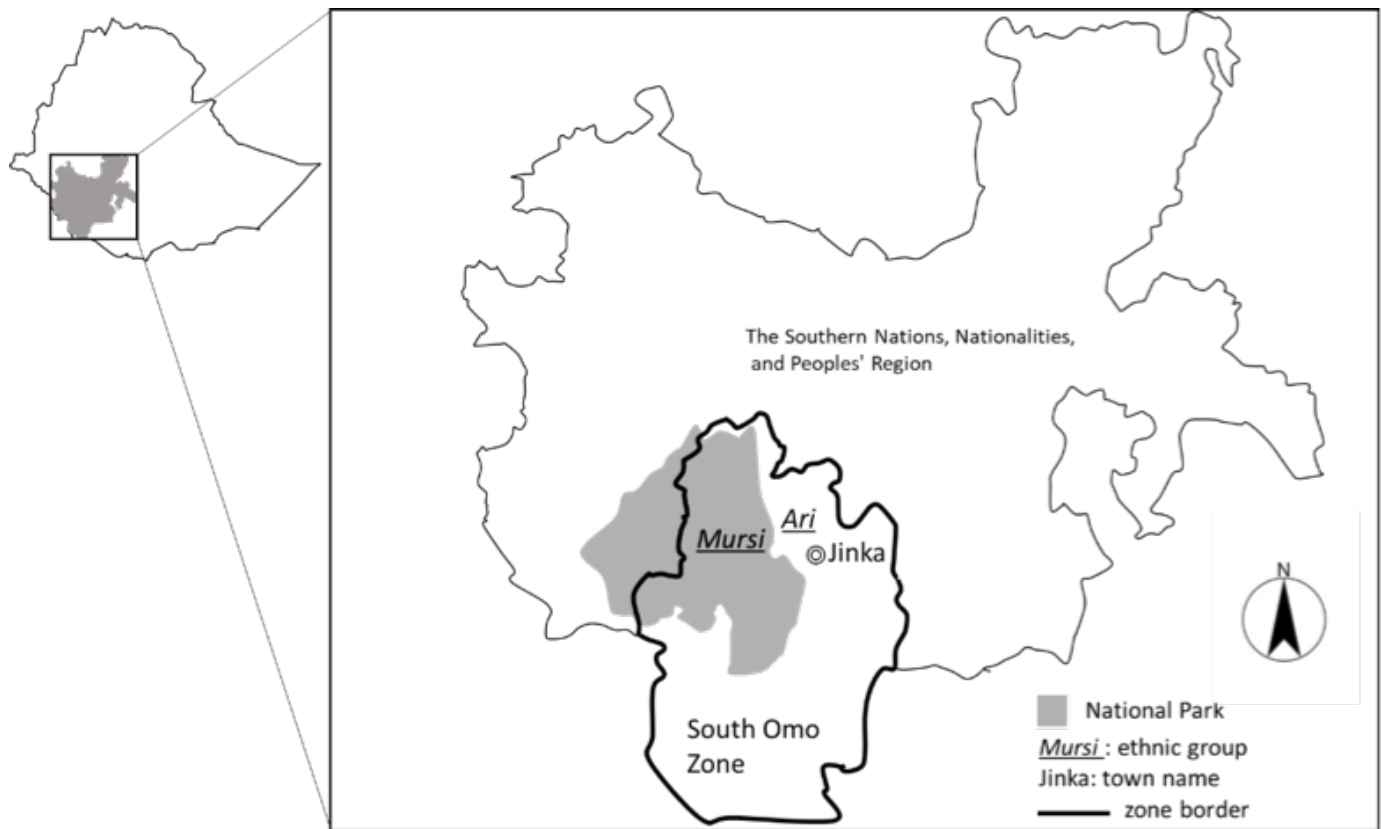 The Southern Nations, Nationalities,
and Peoples' Region
Ari
Mursi
Jinka
N
South Omo
Zone
National Park
Mursi : ethnic group
Jinka: town name
zone border